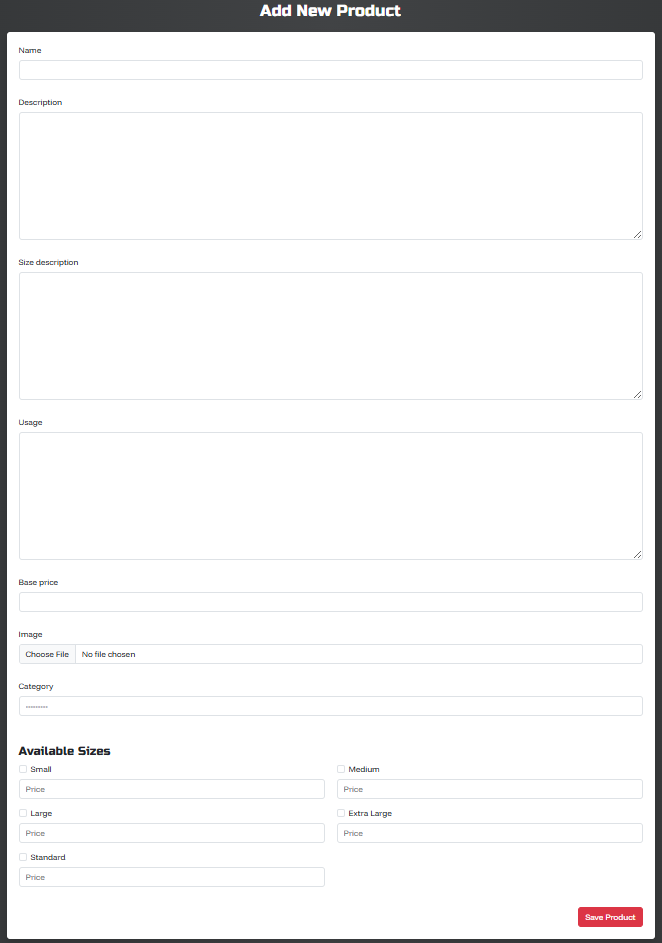 Add New Product
Name
Description
Size description
Usage
Base price
Image
Choose File No file chosen
Category
---------
Available Sizes
Small Medium
Price Price
Large Extra Large
Price Price
Standard
Price
Save Product